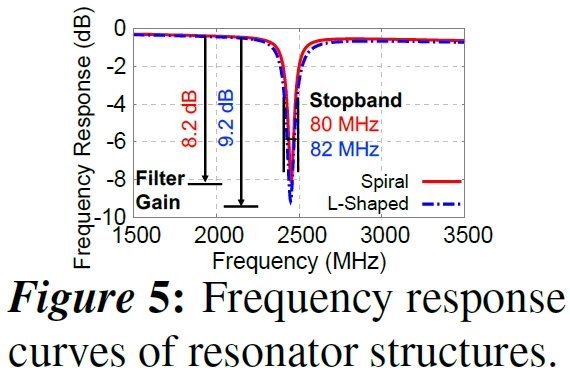 Frequency Response (dB)
0
-2
-4
-6
-8
-10
8.2 dB
9.2 dB
Stopband
80 MHz
82 MHz
Filter
Gain
Spiral
L-Shaped
1500 2000 2500 3000 3500
Frequency (MHz)
Figure 5: Frequency response
curves of resonator structures.